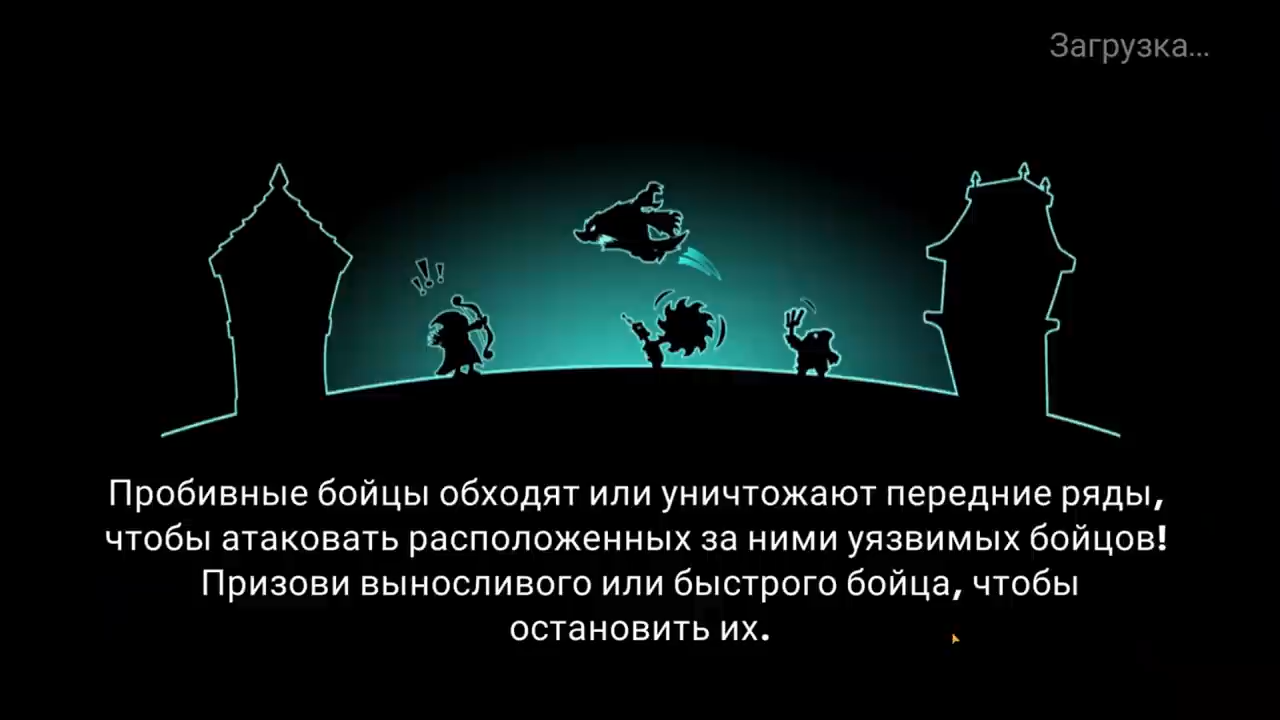 Загрузка...
!!!
Пробивные бойцы обходят или уничтожают передние ряды,
чтобы атаковать расположенных за ними уязвимых бойцов!
Призови выносливого или быстрого бойца, чтобы
остановить их.